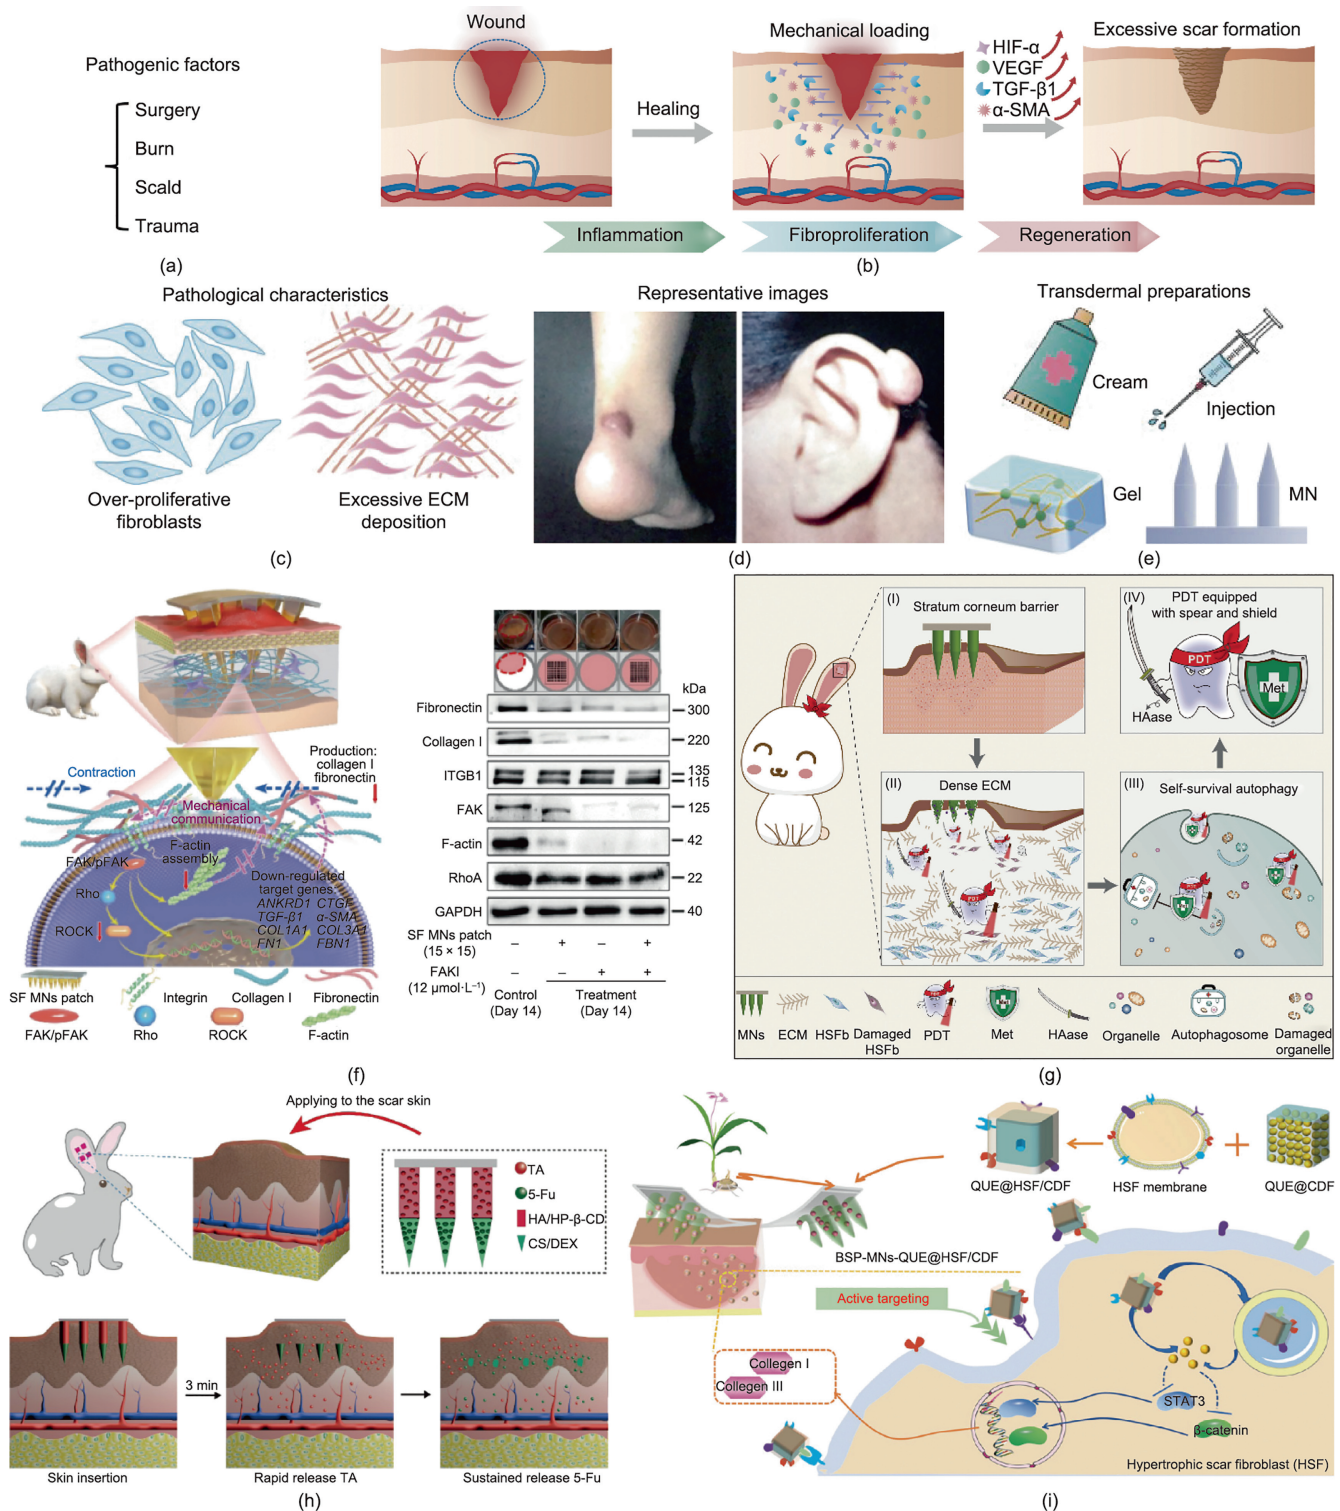 Pathogenic factors
Surgery
Burn
Scald
Trauma
(a)
Wound
Healing
Mechanical loading
HIF-α
VEGF
TGF-β1
α-SMA
Excessive scar formation
Inflammation
Fibroproliferation
Regeneration
(b)
Pathological characteristics
Over-proliferative
fibroblasts
Excessive ECM
deposition
(c)
Representative images
(d)
Transdermal preparations
Cream
Injection
Gel
MN
(e)
Contraction
Production:
collagen I
fibronectin
Mechanical
communication
FAK/pFAK
F-actin
assembly
Rho
ROCK
Down-regulated
target genes:
ANKRD1 CTGF
TGF-β1 α-SMA
COL1A1 COL3A1
FN1 FBN1
SF MNs patch
Integrin
Collagen I
Fibronectin
FAK/pFAK
Rho
ROCK
F-actin
kDa
Fibronectin
300
Collagen I
220
ITGB1
135
115
FAK
125
F-actin
42
RhoA
22
GAPDH
40
SF MNs patch
(15 × 15)
– + – +
FAKI
(12 μmol·L⁻¹)
– – + +
Control
(Day 14)
Treatment
(Day 14)
(f)
(I)
Stratum corneum barrier
(II)
Dense ECM
(III)
Self-survival autophagy
(IV)
PDT equipped
with spear and shield
PDT
Met
HAase
MNs
ECM
HSFb
Damaged
HSFb
PDT
Met
HAase
Organelle
Autophagosome
Damaged
organelle
(g)
Applying to the scar skin
TA
5-Fu
HA/HP-β-CD
CS/DEX
3 min
Skin insertion
Rapid release TA
Sustained release 5-Fu
(h)
QUE@HSF/CDF
HSF membrane
QUE@CDF
BSP-MNs-QUE@HSF/CDF
Active targeting
Collegen I
Collegen III
STAT3
β-catenin
Hypertrophic scar fibroblast (HSF)
(i)